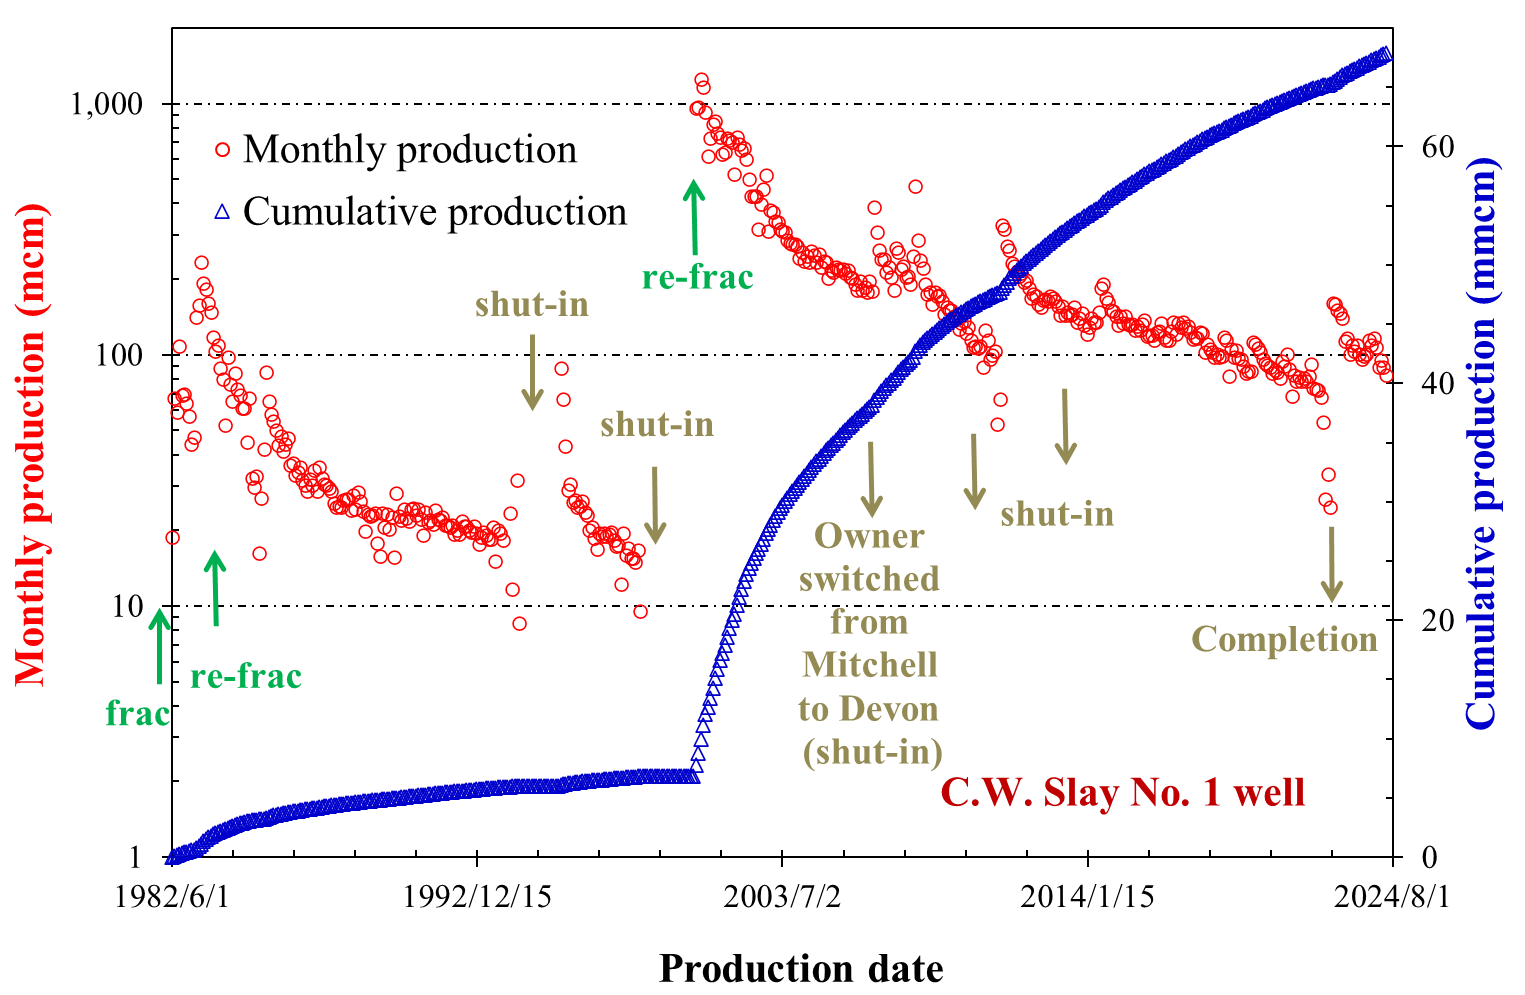 1,000
100
10
1
60
40
20
0
Monthly production (mcm)
Cumulative production (mmcm)
Monthly production
Cumulative production
shut-in
shut-in
re-frac
re-frac
frac
shut-in
Owner
switched
from
Mitchell
to Devon
(shut-in)
Completion
C.W. Slay No. 1 well
1982/6/1
1992/12/15
2003/7/2
2014/1/15
2024/8/1
Production date